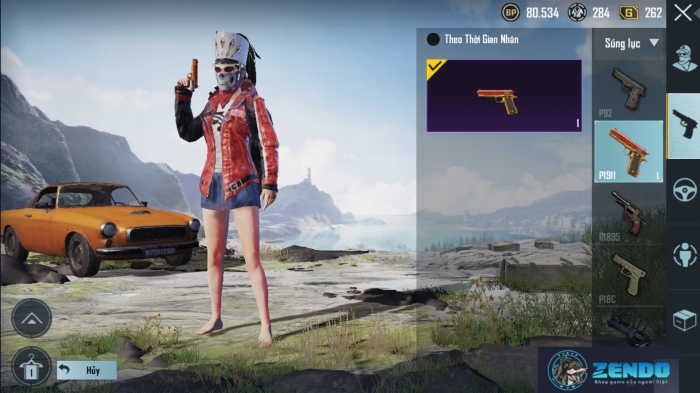 BP 80.534 284 G 262
Theo Thời Gian Nhận
Súng lục
1
P92
P1911 1
R1895
P18C
1
Hủy
ZENDO
Shop game của người Việt